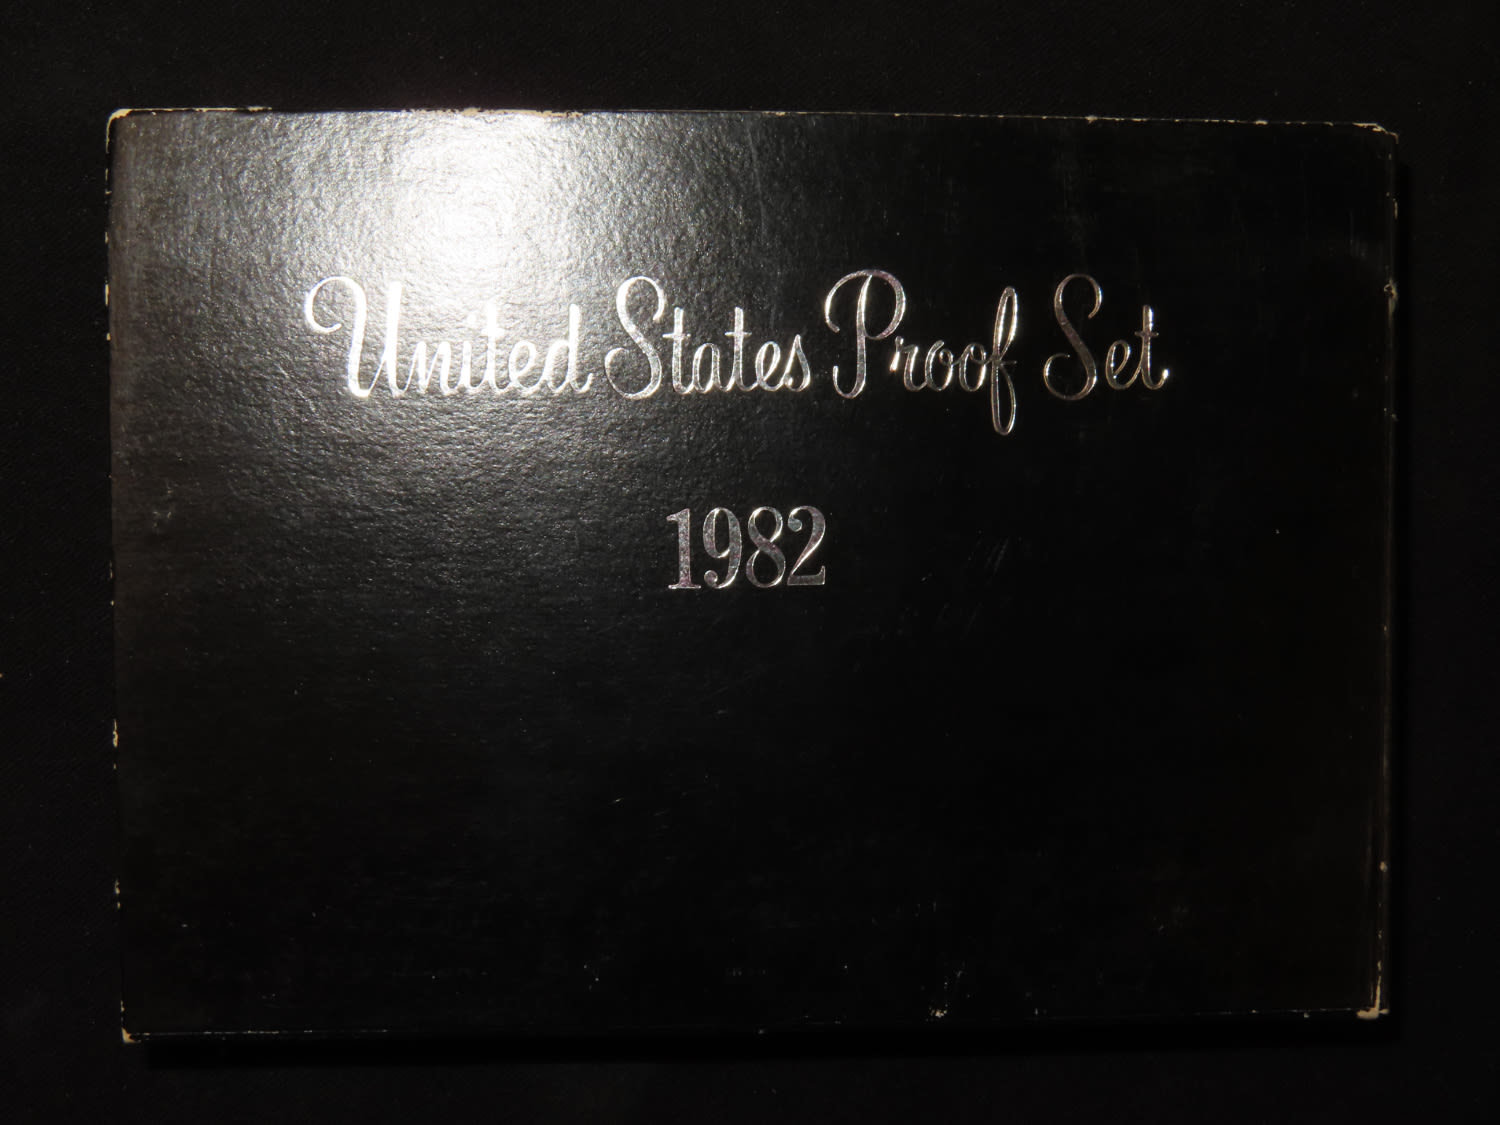 United States Proof Set
1982